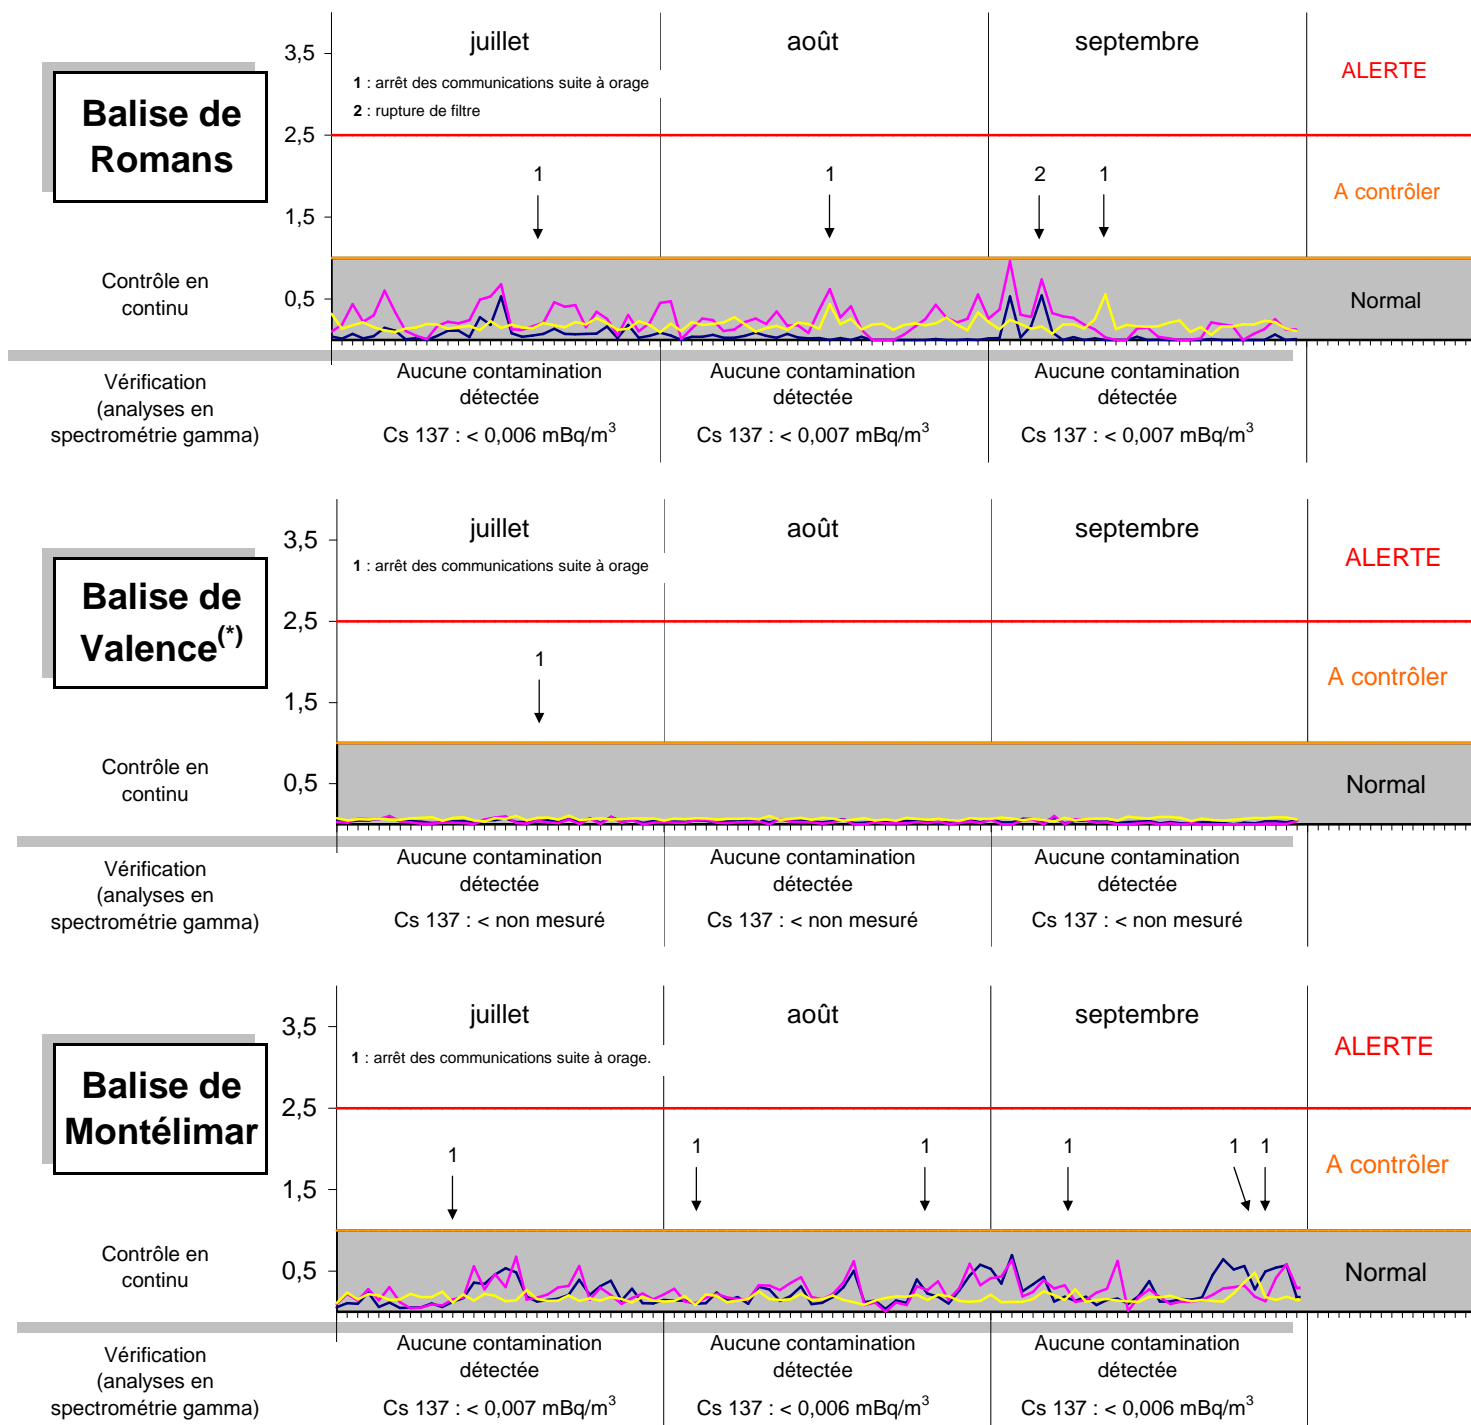 juillet
août
septembre
3,5
ALERTE
1 : arrêt des communications suite à orage
2 : rupture de filtre
Balise de
Romans
2,5
1
1
2
1
A contrôler
1,5
Contrôle en
continu
0,5
Normal
Vérification
(analyses en
spectrométrie gamma)
Aucune contamination
détectée
Cs 137 : < 0,006 mBq/m³
Aucune contamination
détectée
Cs 137 : < 0,007 mBq/m³
Aucune contamination
détectée
Cs 137 : < 0,007 mBq/m³
juillet
août
septembre
3,5
ALERTE
1 : arrêt des communications suite à orage
Balise de
Valence(*)
2,5
1
A contrôler
1,5
Contrôle en
continu
0,5
Normal
Vérification
(analyses en
spectrométrie gamma)
Aucune contamination
détectée
Cs 137 : < non mesuré
Aucune contamination
détectée
Cs 137 : < non mesuré
Aucune contamination
détectée
Cs 137 : < non mesuré
juillet
août
septembre
3,5
ALERTE
1 : arrêt des communications suite à orage.
Balise de
Montélimar
2,5
1
1
1
1
1
1
A contrôler
1,5
Contrôle en
continu
0,5
Normal
Vérification
(analyses en
spectrométrie gamma)
Aucune contamination
détectée
Cs 137 : < 0,007 mBq/m³
Aucune contamination
détectée
Cs 137 : < 0,006 mBq/m³
Aucune contamination
détectée
Cs 137 : < 0,006 mBq/m³